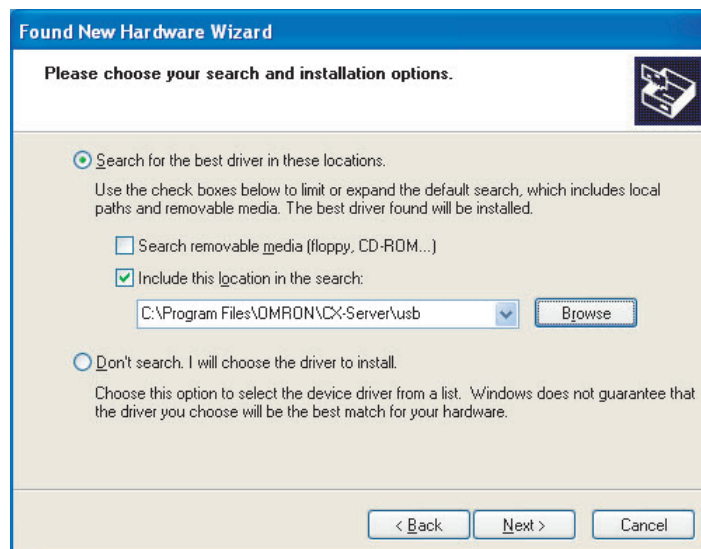 Found New Hardware Wizard
Please choose your search and installation options.
Search for the best driver in these locations.
Use the check boxes below to limit or expand the default search, which includes local
paths and removable media. The best driver found will be installed.
Search removable media (floppy, CD-ROM...)
Include this location in the search:
C:\Program Files\OMRON\CX-Server\usb
Browse
Don't search. I will choose the driver to install.
Choose this option to select the device driver from a list. Windows does not guarantee that
the driver you choose will be the best match for your hardware.
< Back
Next >
Cancel